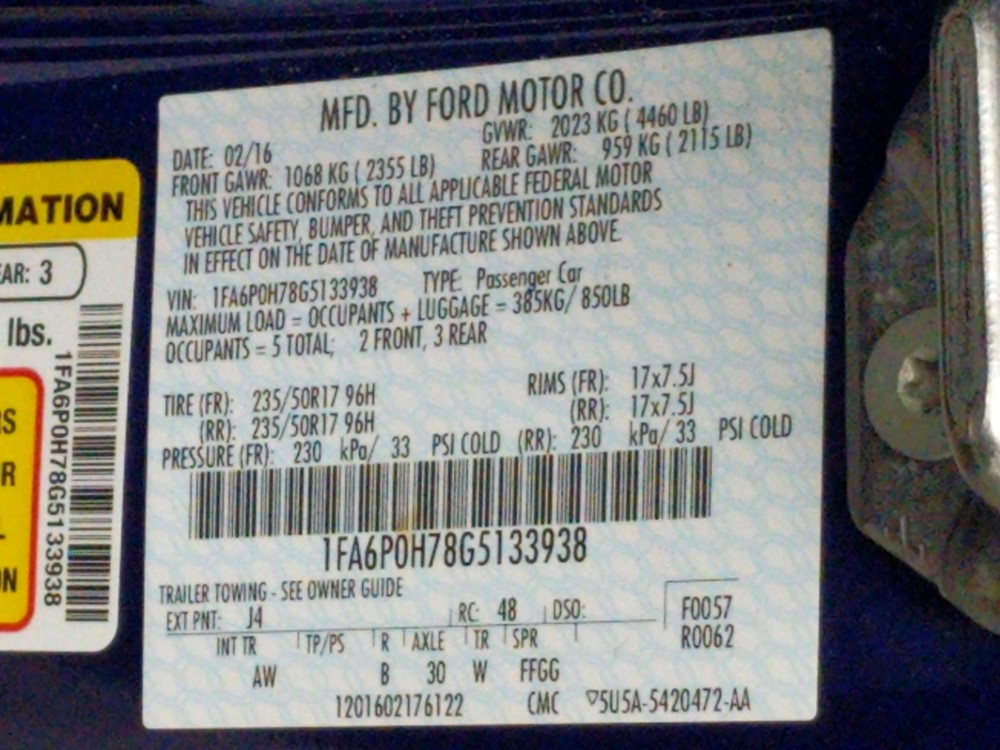 MFD. BY FORD MOTOR CO.
DATE: 02/16 GVWR: 2023 KG ( 4460 LB)
FRONT GAWR: 1068 KG ( 2355 LB) REAR GAWR: 959 KG ( 2115 LB)
THIS VEHICLE CONFORMS TO ALL APPLICABLE FEDERAL MOTOR
VEHICLE SAFETY, BUMPER, AND THEFT PREVENTION STANDARDS
IN EFFECT ON THE DATE OF MANUFACTURE SHOWN ABOVE.
VIN: 1FA6P0H78G5133938 TYPE: Passenger Car
MAXIMUM LOAD = OCCUPANTS + LUGGAGE = 385KG/ 850LB
OCCUPANTS = 5 TOTAL; 2 FRONT, 3 REAR
TIRE (FR): 235/50R17 96H RIMS (FR): 17x7.5J
(RR): 235/50R17 96H (RR): 17x7.5J
PRESSURE (FR): 230 kPa/ 33 PSI COLD (RR): 230 kPa/ 33 PSI COLD
1FA6P0H78G5133938
TRAILER TOWING - SEE OWNER GUIDE
EXT PNT: J4 RC: 48 DSO: F0057
R0062
INT TR TP/PS R AXLE TR SPR
AW B 30 W FFGG
1201602176122 CMC ▽5U5A-5420472-AA
MATION
EAR: 3
lbs.
1FA6P0H78G5133938
RS
R
L
ON